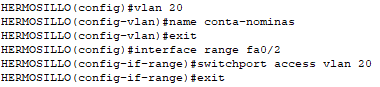 HERMOSILLO(config)#vlan 20
HERMOSILLO(config-vlan)#name conta-nominas
HERMOSILLO(config-vlan)#exit
HERMOSILLO(config)#interface range fa0/2
HERMOSILLO(config-if-range)#switchport access vlan 20
HERMOSILLO(config-if-range)#exit